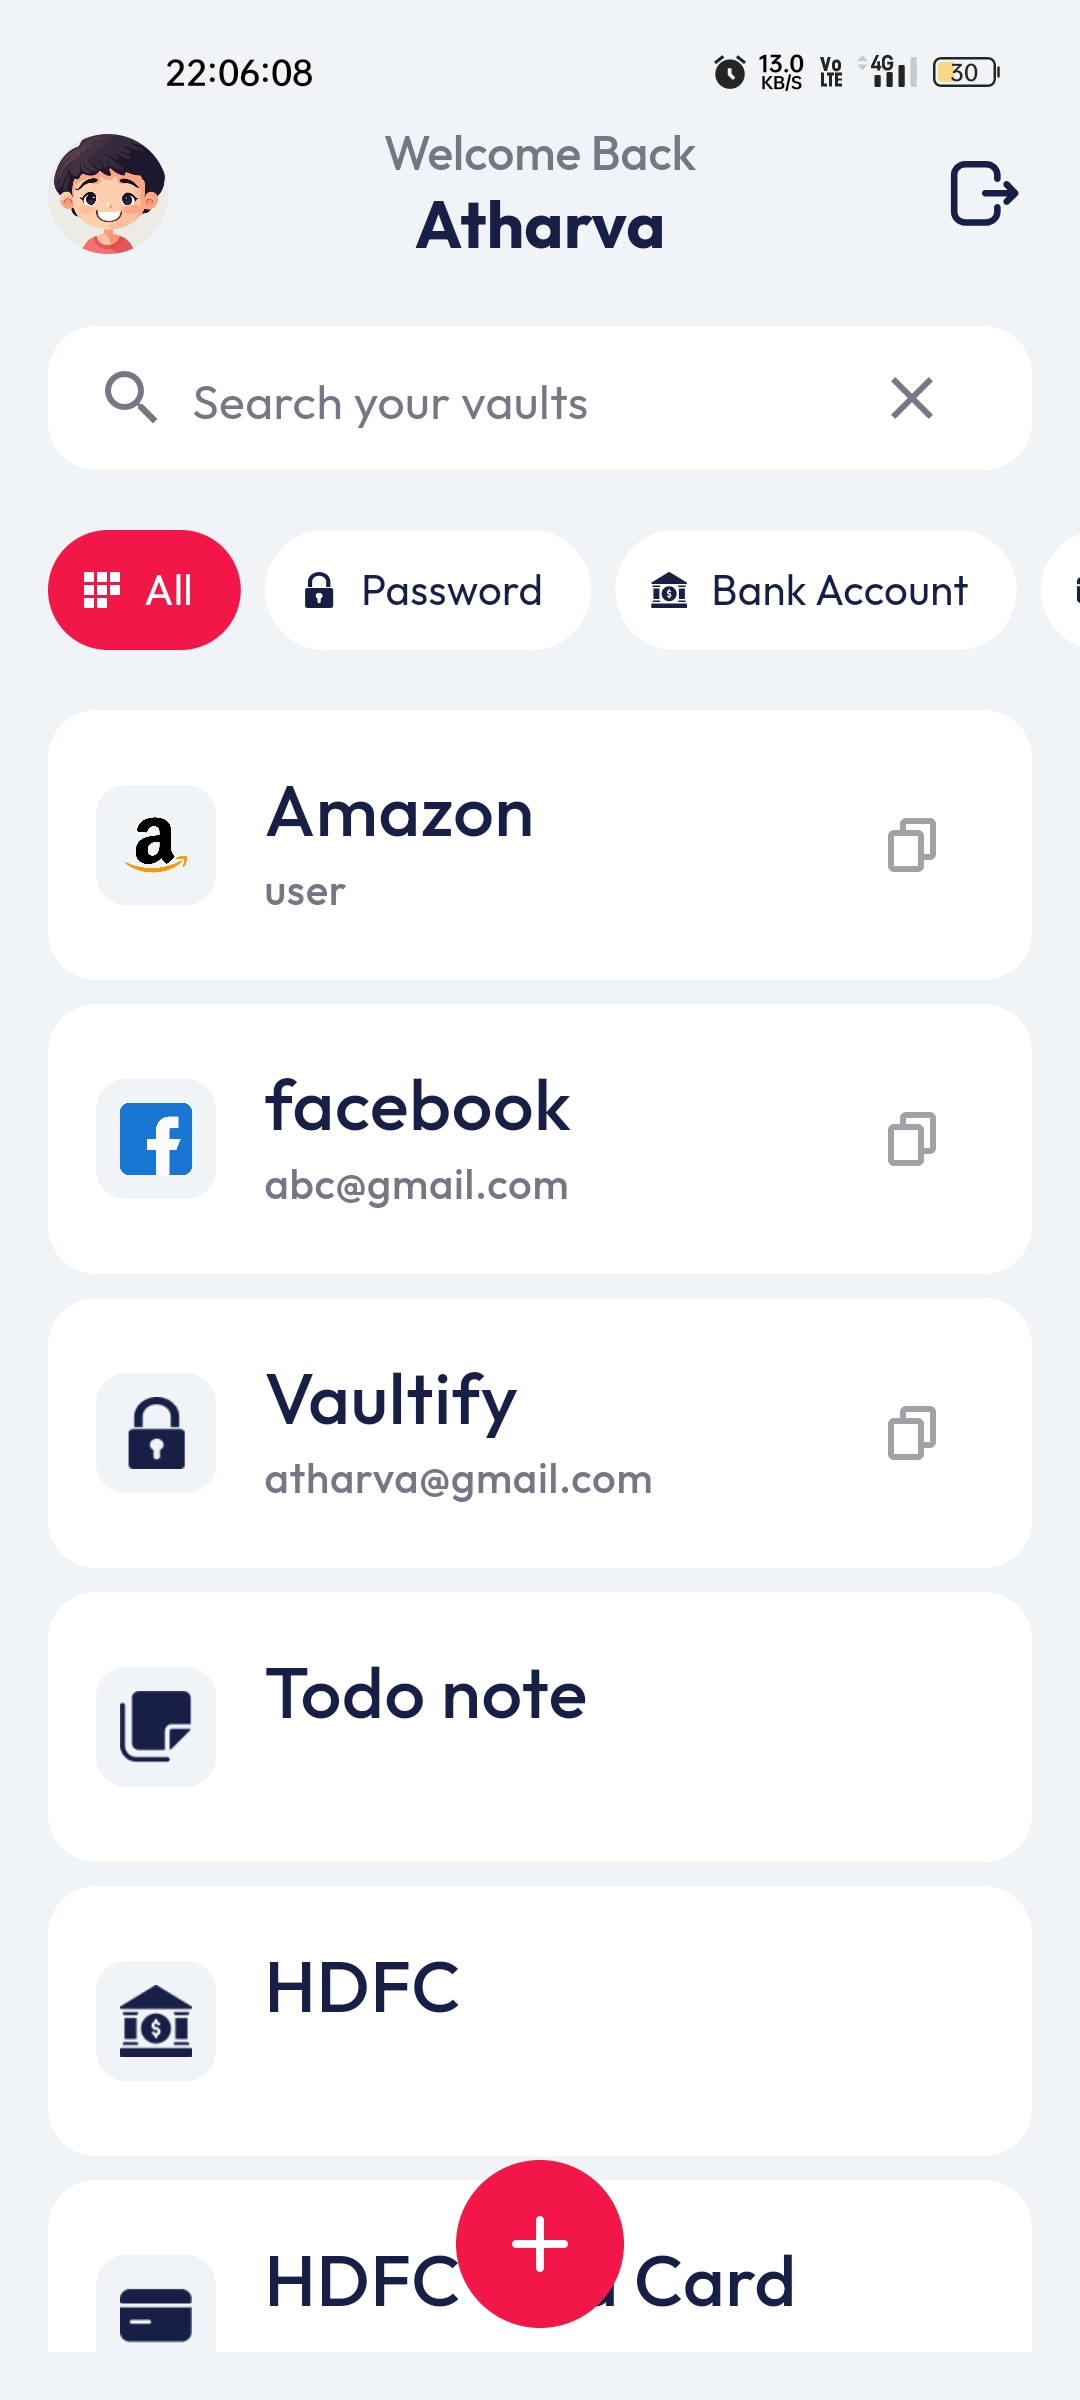 22:06:08 13.0 KB/S Vo LTE 4G 30
Welcome Back
Atharva
Search your vaults
All Password Bank Account
Amazon
user
facebook
abc@gmail.com
Vaultify
atharva@gmail.com
Todo note
HDFC
HDFC Card